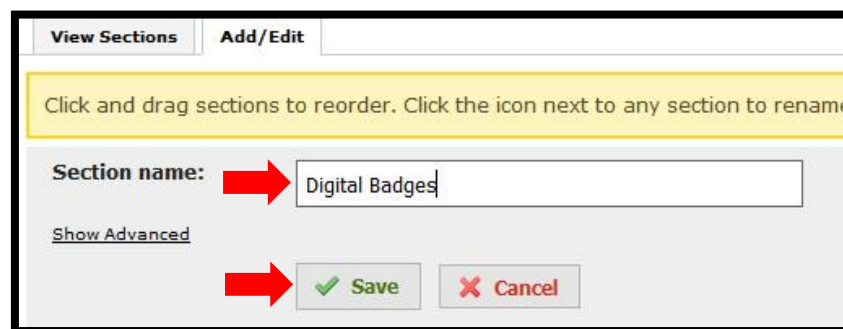 View Sections Add/Edit
Click and drag sections to reorder. Click the icon next to any section to rename
Section name: Digital Badges
Show Advanced
Save Cancel